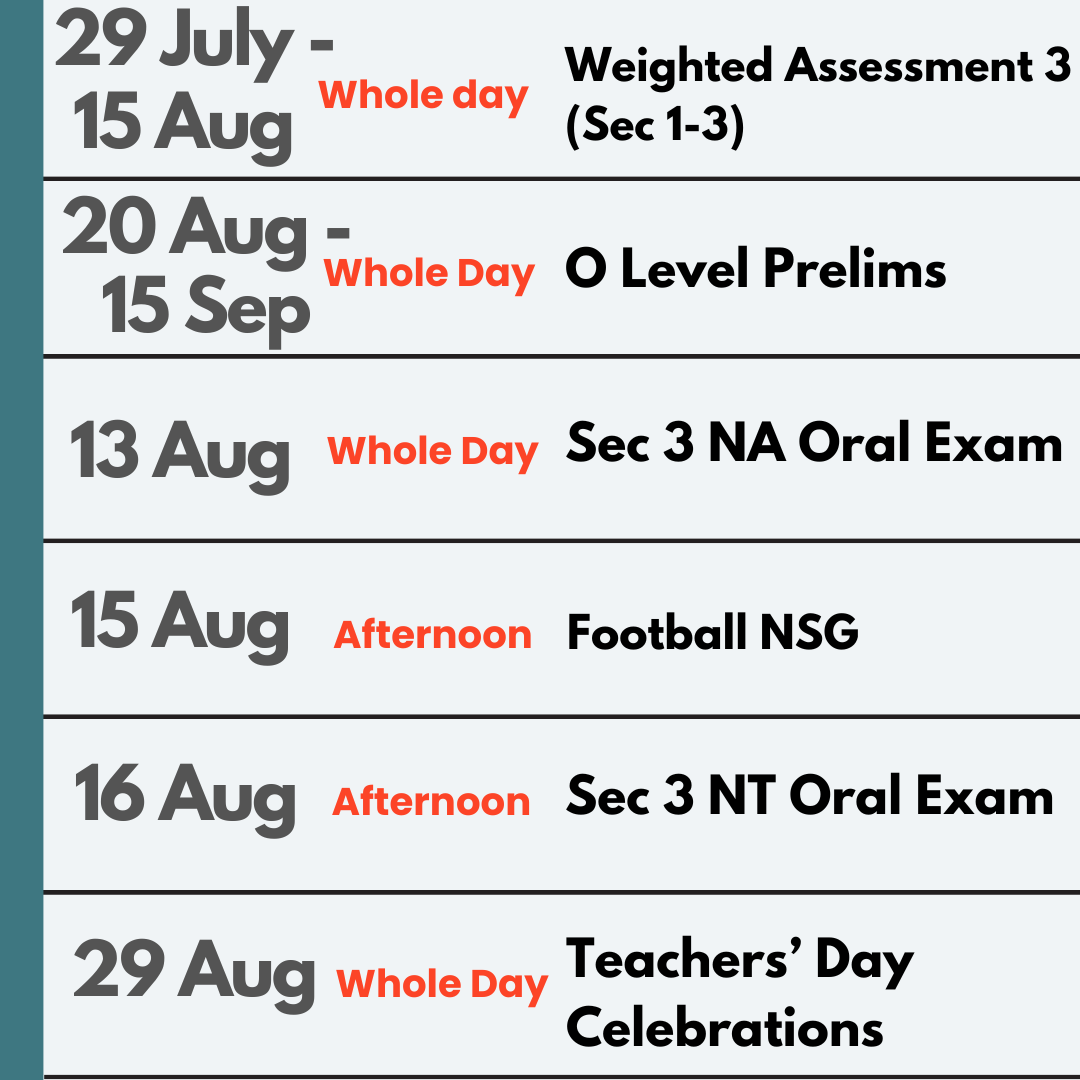 29 July -
15 Aug
Whole day
Weighted Assessment 3
(Sec 1-3)
20 Aug -
15 Sep
Whole Day
O Level Prelims
13 Aug
Whole Day
Sec 3 NA Oral Exam
15 Aug
Afternoon
Football NSG
16 Aug
Afternoon
Sec 3 NT Oral Exam
29 Aug
Whole Day
Teachers’ Day
Celebrations